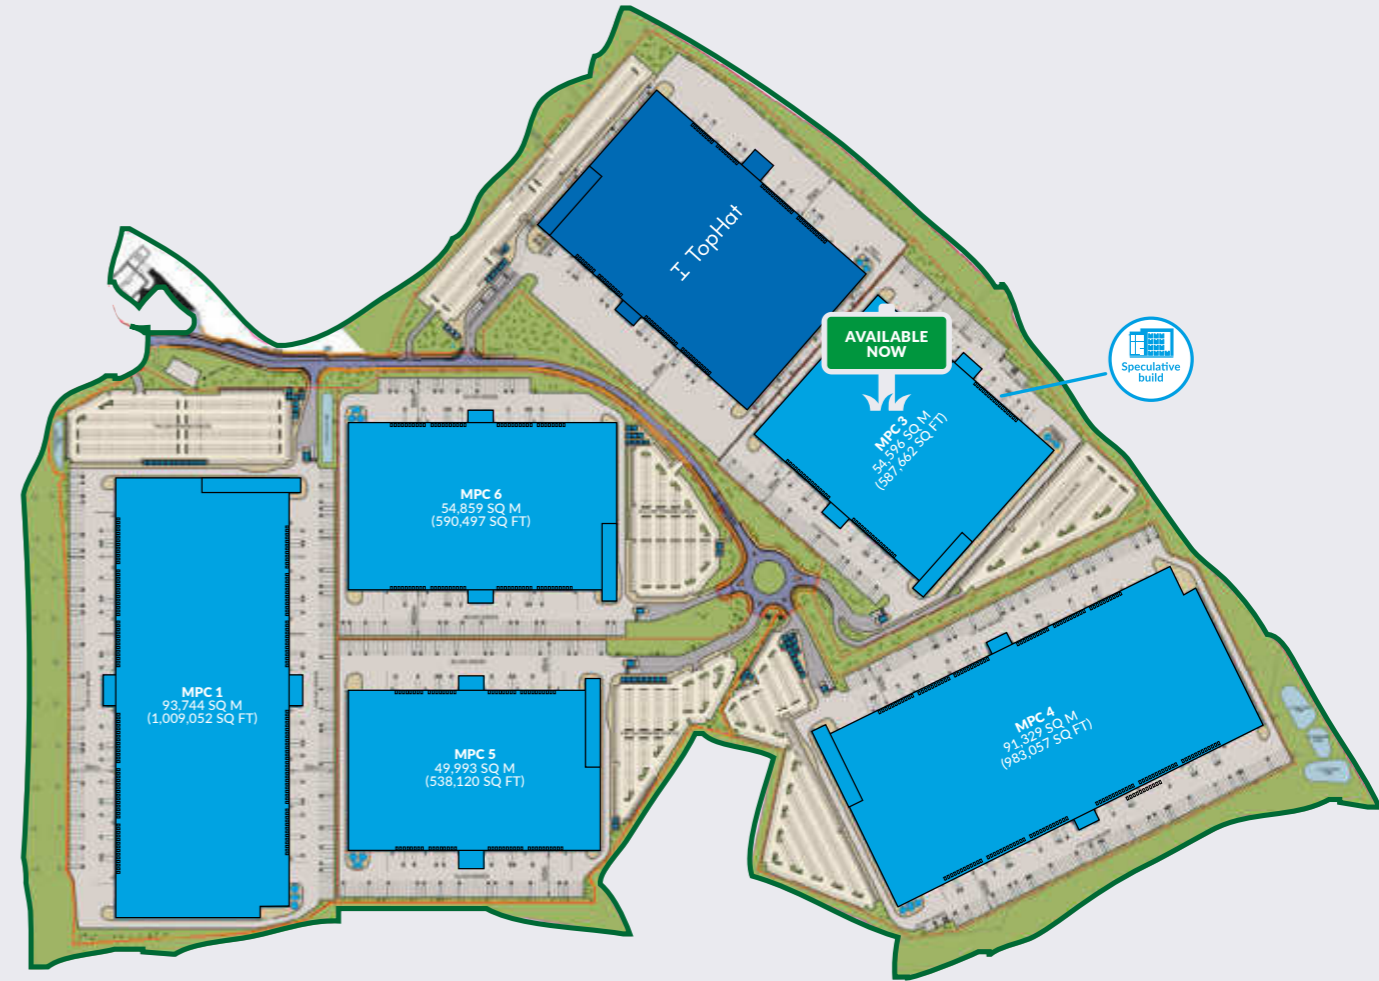 TopHat
AVAILABLE
NOW
Speculative
build
MPC 3
54,596 SQ M
(587,662 SQ FT)
MPC 6
54,859 SQ M
(590,497 SQ FT)
MPC 1
93,744 SQ M
(1,009,052 SQ FT)
MPC 5
49,993 SQ M
(538,120 SQ FT)
MPC 4
91,329 SQ M
(983,057 SQ FT)